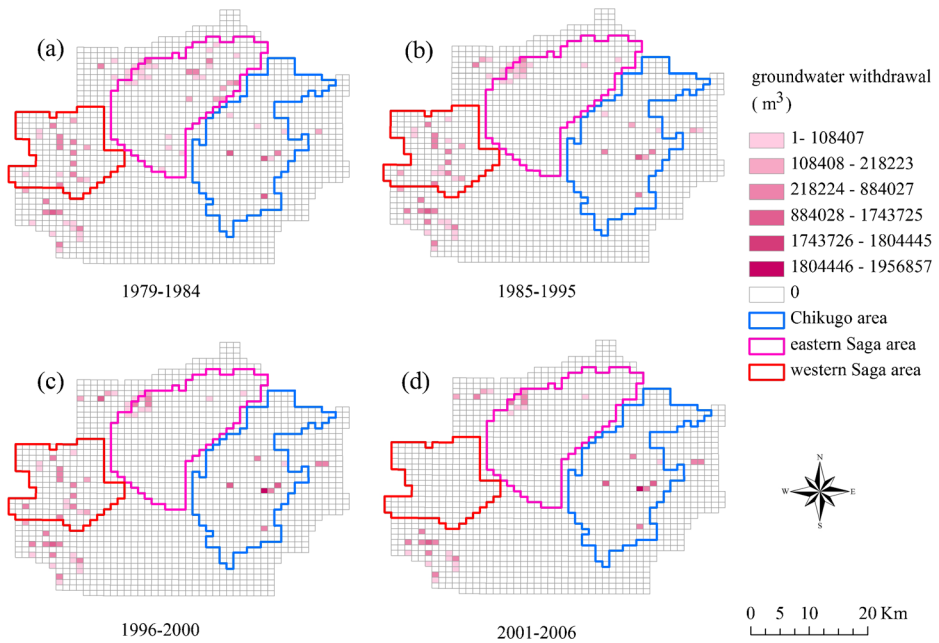 (a)
(b)
groundwater withdrawal
( m³)
1- 108407
108408 - 218223
218224 - 884027
884028 - 1743725
1743726 - 1804445
1804446 - 1956857
0
Chikugo area
eastern Saga area
western Saga area
1979-1984
1985-1995
(c)
(d)
N
W
E
S
1996-2000
2001-2006
0 5 10 20 Km